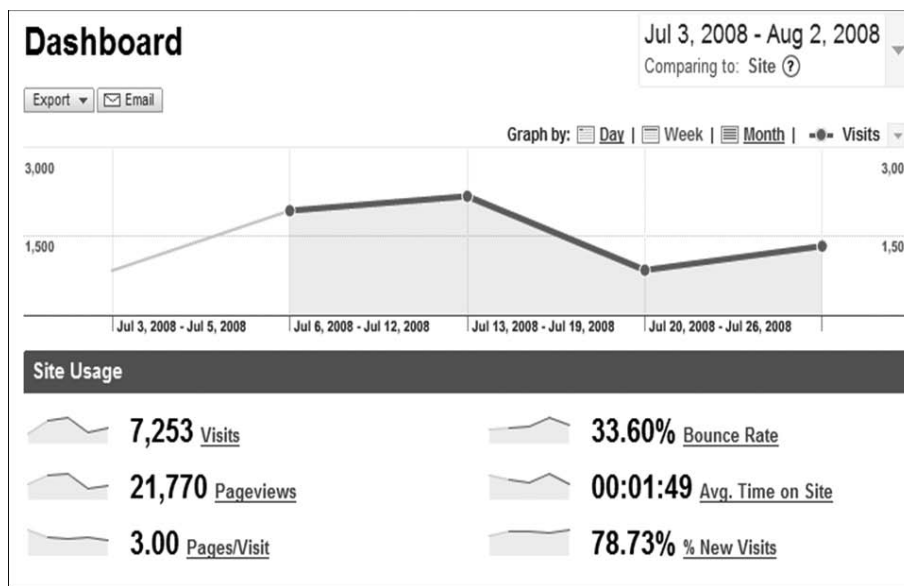 Dashboard
Jul 3, 2008 - Aug 2, 2008
Comparing to: Site ?
Export Email
Graph by: Day | Week | Month | Visits
3,000 3,00
1,500 1,50
Jul 3, 2008 - Jul 5, 2008 Jul 6, 2008 - Jul 12, 2008 Jul 13, 2008 - Jul 19, 2008 Jul 20, 2008 - Jul 26, 2008
Site Usage
7,253 Visits 33.60% Bounce Rate
21,770 Pageviews 00:01:49 Avg. Time on Site
3.00 Pages/Visit 78.73% % New Visits